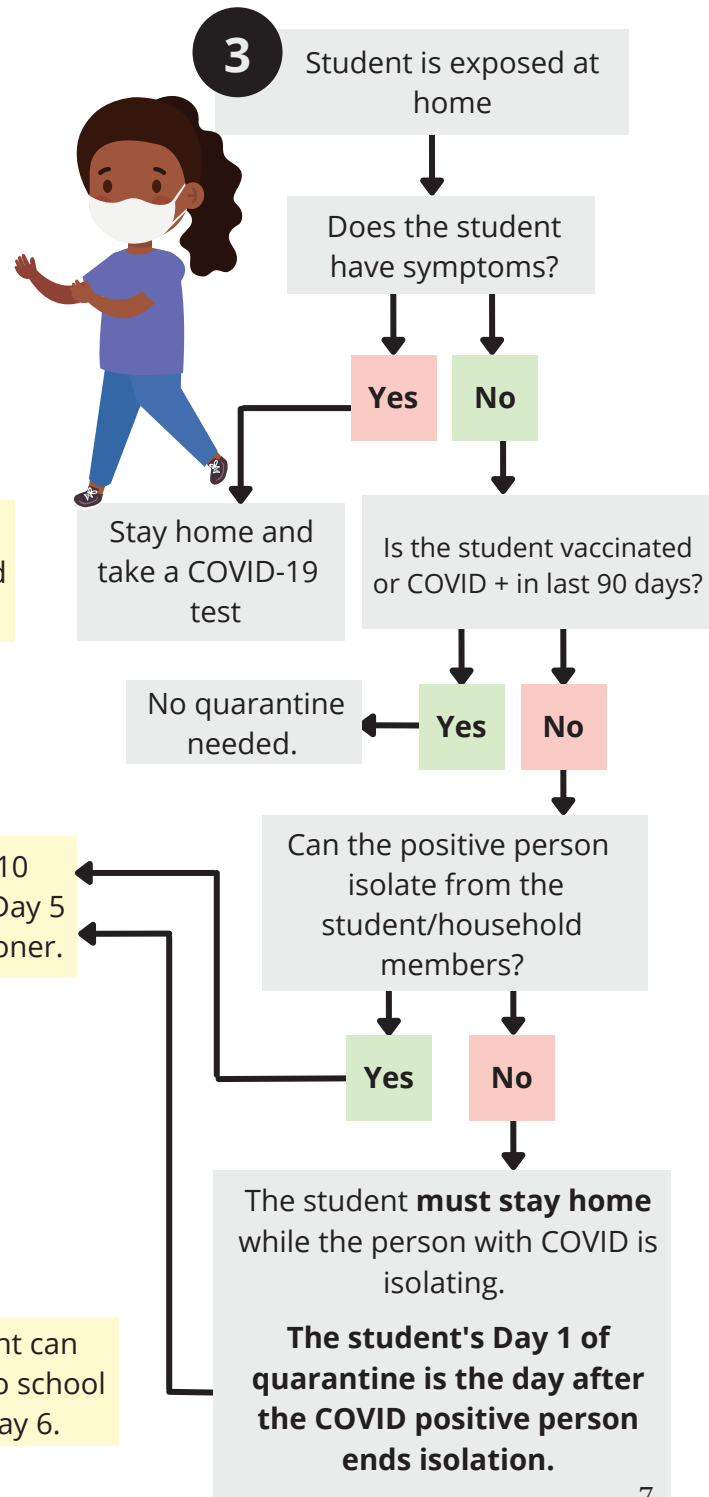 3
Student is exposed at
home
Does the student
have symptoms?
Yes
No
Stay home and
take a COVID-19
test
Is the student vaccinated
or COVID + in last 90 days?
No quarantine
needed.
Yes
No
Can the positive person
isolate from the
student/household
members?
10
Day 5
Yes
No
The student must stay home
while the person with COVID is
isolating.
The student's Day 1 of
quarantine is the day after
the COVID positive person
ends isolation.
can
school
6.
7